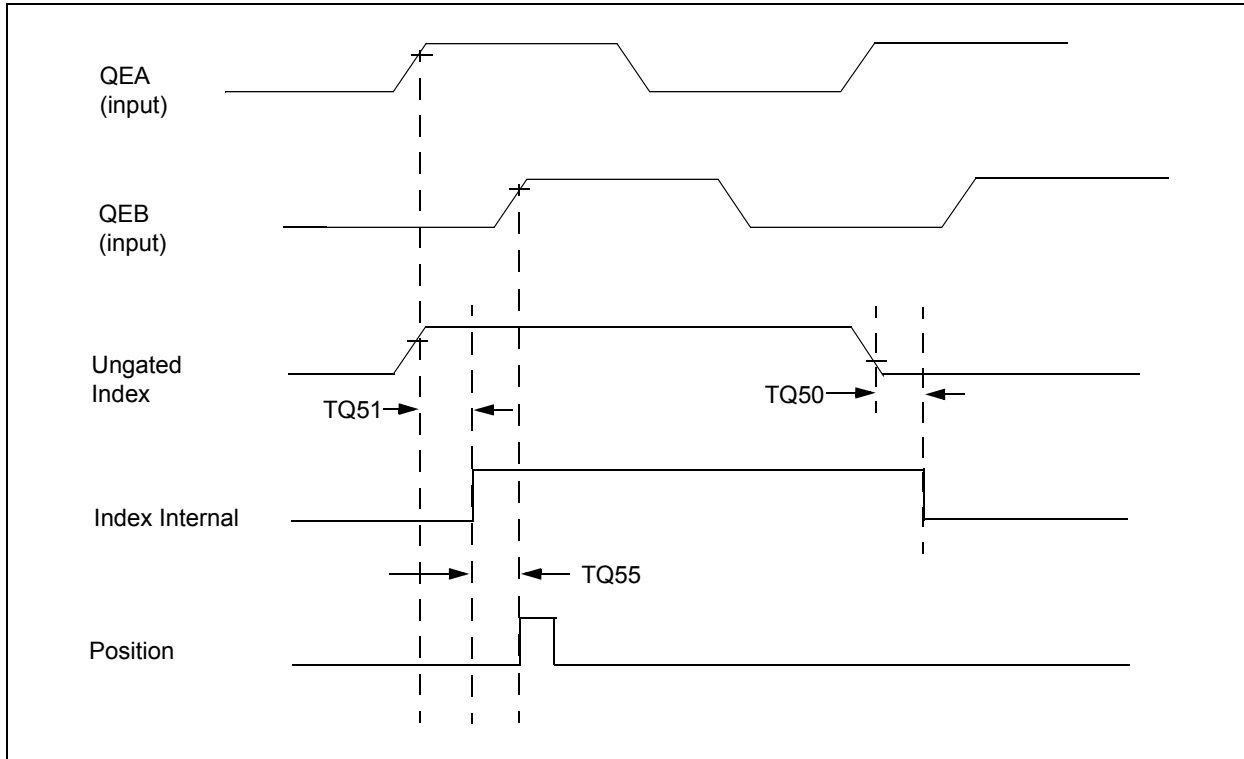 QEA
(input)
QEB
(input)
Ungated
Index
TQ51
TQ50
Index Internal
TQ55
Position